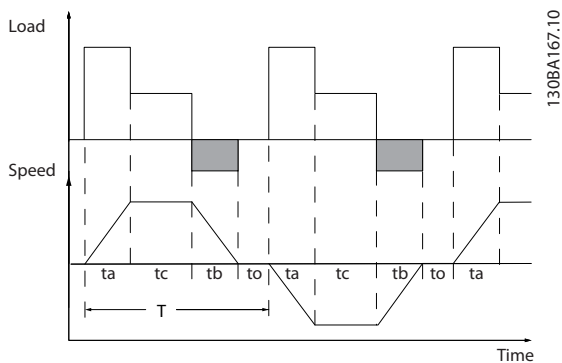 Load
130BA167.10
Speed
ta tc tb to ta tc tb to ta
T
Time